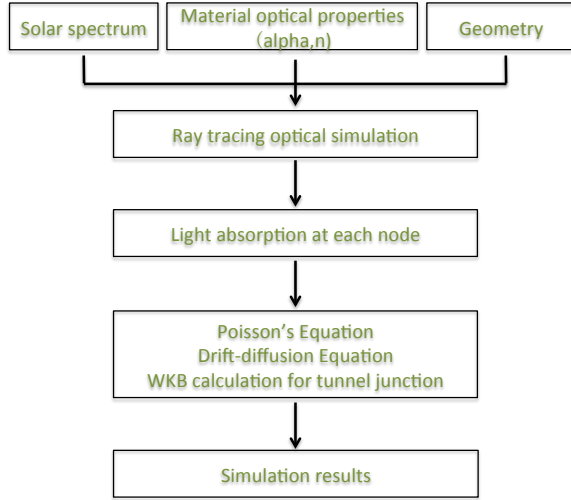 Solar spectrum
Material optical properties
(alpha,n)
Geometry
Ray tracing optical simulation
Light absorption at each node
Poisson's Equation
Drift-diffusion Equation
WKB calculation for tunnel junction
Simulation results